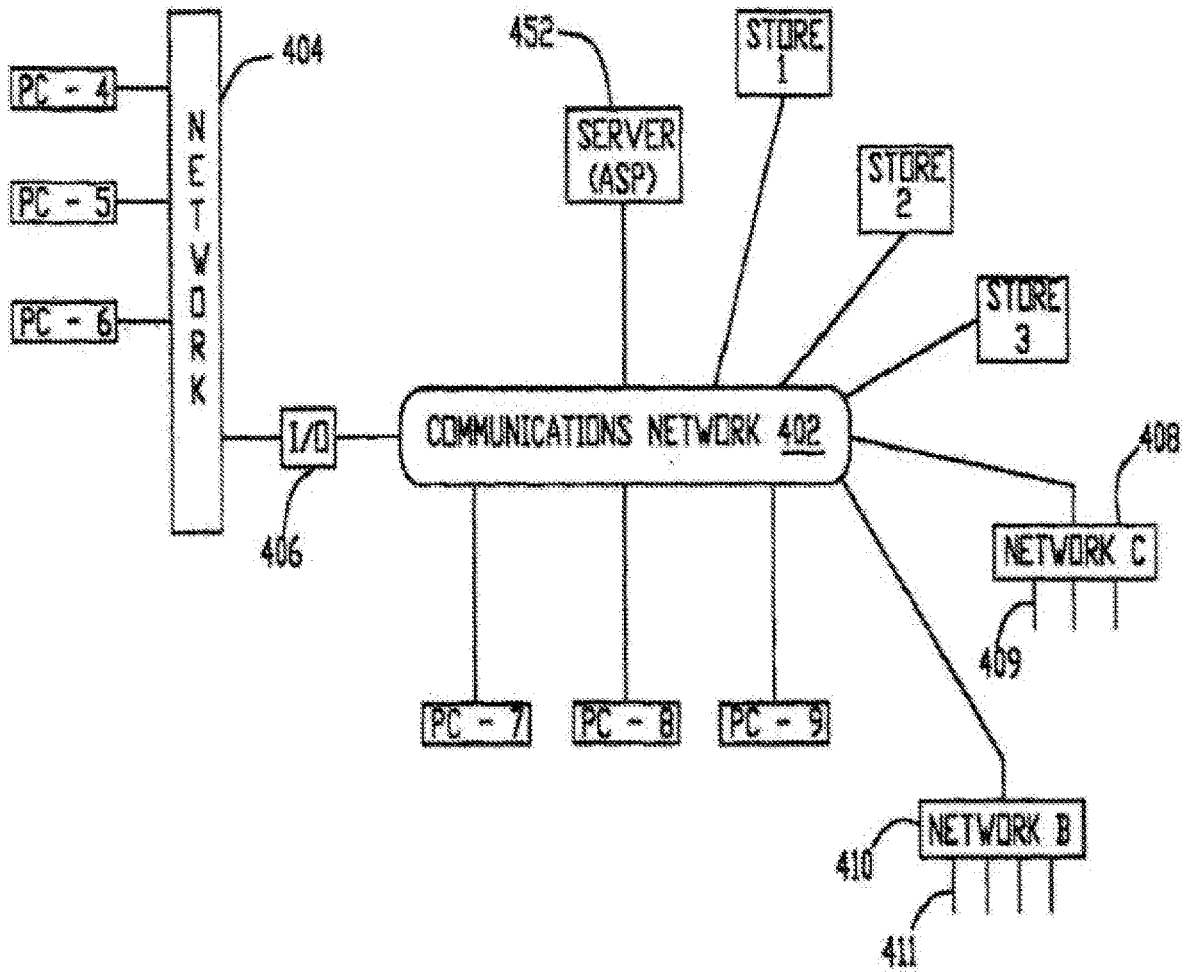 452
STORE
1
404
PC - 4
SERVER
(ASP)
NETWORK
STORE
2
PC - 5
STORE
3
PC - 6
I/O
COMMUNICATIONS NETWORK 402
408
406
NETWORK C
409
PC - 7
PC - 8
PC - 9
NETWORK B
410
411